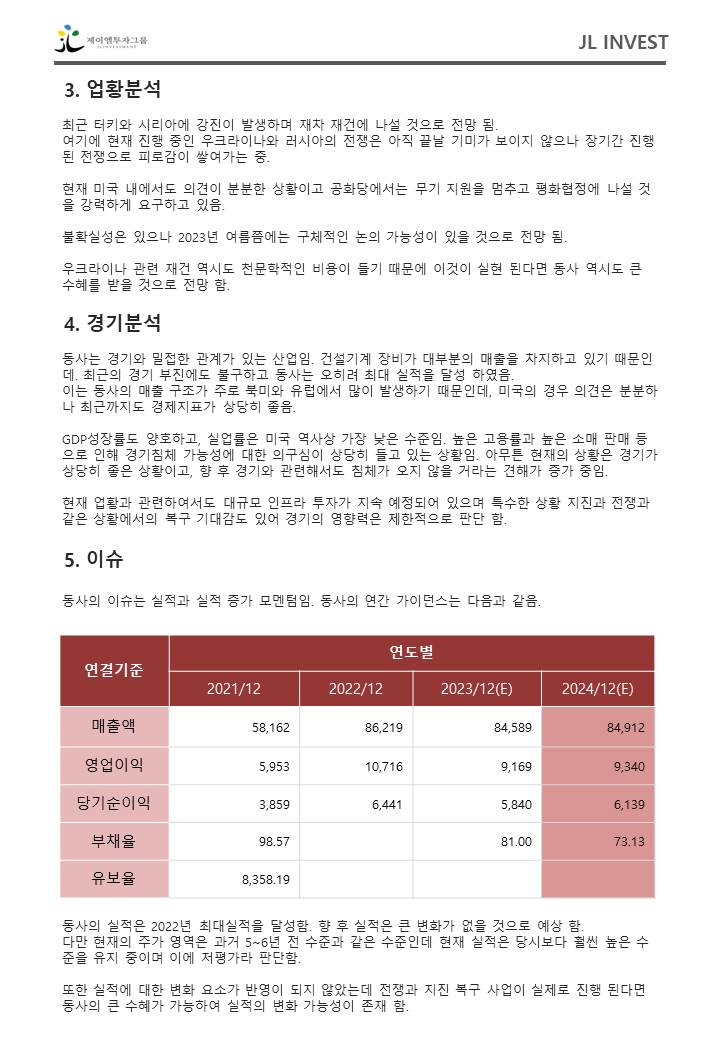 제이엘투자그룹
JLINVESTMENT
JL INVEST
3. 업황분석
최근 터키와 시리아에 강진이 발생하며 재차 재건에 나설 것으로 전망 됨.
여기에 현재 진행 중인 우크라이나와 러시아의 전쟁은 아직 끝날 기미가 보이지 않으나 장기간 진행
된 전쟁으로 피로감이 쌓여가는 중.
현재 미국 내에서도 의견이 분분한 상황이고 공화당에서는 무기 지원을 멈추고 평화협정에 나설 것
을 강력하게 요구하고 있음.
불확실성은 있으나 2023년 여름쯤에는 구체적인 논의 가능성이 있을 것으로 전망 됨.
우크라이나 관련 재건 역시도 천문학적인 비용이 들기 때문에 이것이 실현 된다면 동사 역시도 큰
수혜를 받을 것으로 전망 함.
4. 경기분석
동사는 경기와 밀접한 관계가 있는 산업임. 건설기계 장비가 대부분의 매출을 차지하고 있기 때문인
데. 최근의 경기 부진에도 불구하고 동사는 오히려 최대 실적을 달성 하였음.
이는 동사의 매출 구조가 주로 북미와 유럽에서 많이 발생하기 때문인데, 미국의 경우 의견은 분분하
나 최근까지도 경제지표가 상당히 좋음.
GDP성장률도 양호하고, 실업률은 미국 역사상 가장 낮은 수준임. 높은 고용률과 높은 소매 판매 등
으로 인해 경기침체 가능성에 대한 의구심이 상당히 들고 있는 상황임. 아무튼 현재의 상황은 경기가
상당히 좋은 상황이고, 향 후 경기와 관련해서도 침체가 오지 않을 거라는 견해가 증가 중임.
현재 업황과 관련하여서도 대규모 인프라 투자가 지속 예정되어 있으며 특수한 상황 지진과 전쟁과
같은 상황에서의 복구 기대감도 있어 경기의 영향력은 제한적으로 판단 함.
5. 이슈
동사의 이슈는 실적과 실적 증가 모멘텀임. 동사의 연간 가이던스는 다음과 같음.
연결기준 연도별
2021/12 2022/12 2023/12(E) 2024/12(E)
매출액 58,162 86,219 84,589 84,912
영업이익 5,953 10,716 9,169 9,340
당기순이익 3,859 6,441 5,840 6,139
부채율 98.57 81.00 73.13
유보율 8,358.19
동사의 실적은 2022년 최대실적을 달성함. 향 후 실적은 큰 변화가 없을 것으로 예상 함.
다만 현재의 주가 영역은 과거 5~6년 전 수준과 같은 수준인데 현재 실적은 당시보다 훨씬 높은 수
준을 유지 중이며 이에 저평가라 판단함.
또한 실적에 대한 변화 요소가 반영이 되지 않았는데 전쟁과 지진 복구 사업이 실제로 진행 된다면
동사의 큰 수혜가 가능하여 실적의 변화 가능성이 존재 함.